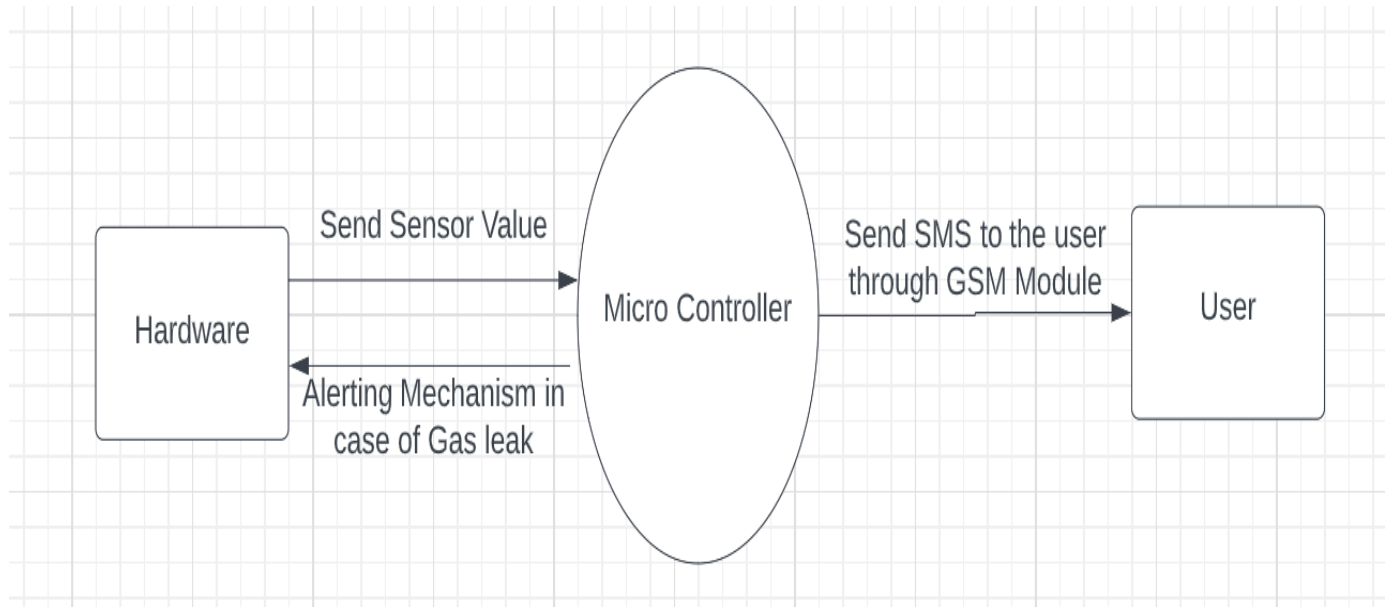 Send Sensor Value
Hardware
Alerting Mechanism in
case of Gas leak
Micro Controller
Send SMS to the user
through GSM Module
User